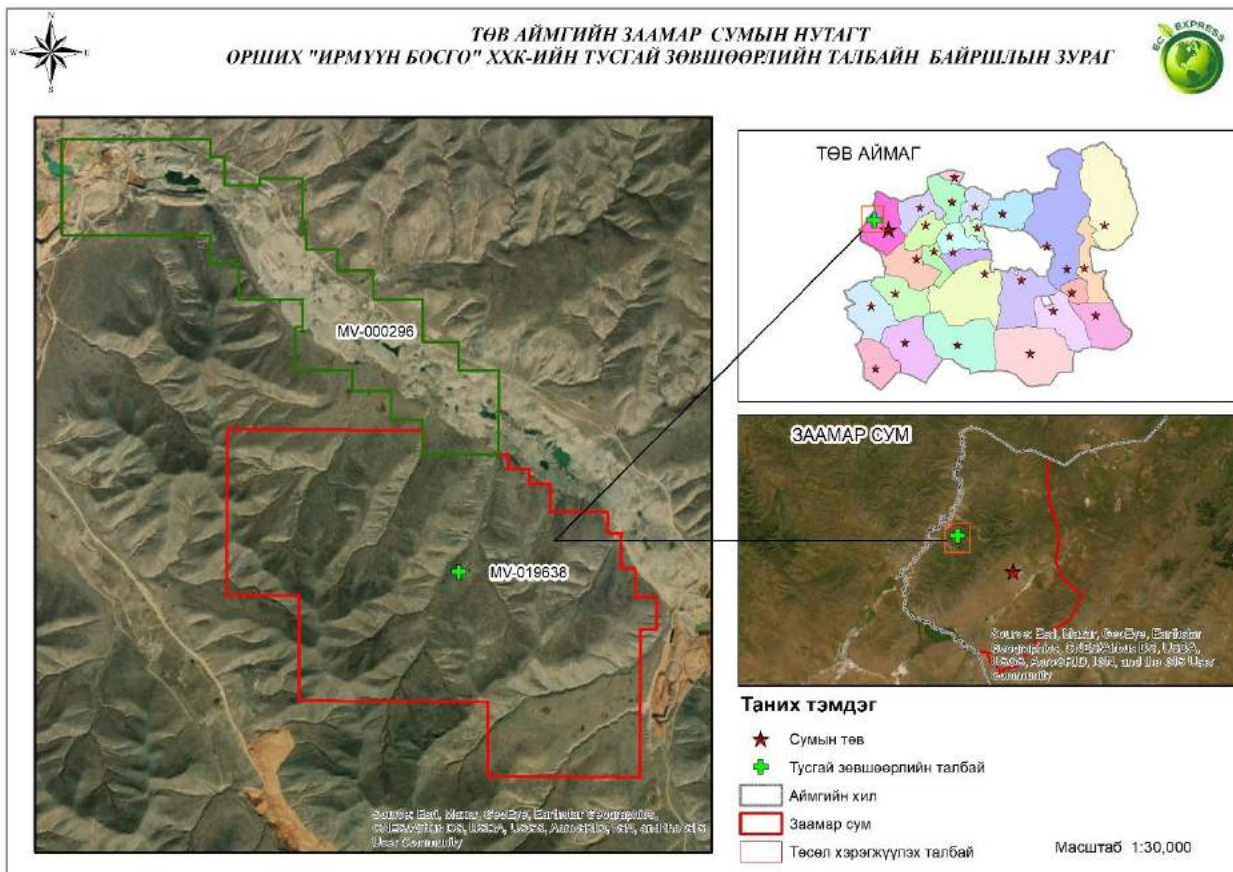 ТӨВ АЙМГИЙН ЗААМАР СУМЫН НУТАГТ
ОРШИХ "ИРМҮҮН БОСГО" ХХК-ИЙН ТУСГАЙ ЗӨВШӨӨРЛИЙН ТАЛБАЙН БАЙРШЛЫН ЗУРАГ
N
W
S
ECO EXPRESS
MV-000296
MV-019638
Source: Esri, Maxar, GeoEye, Earthstar Geographics,
CNES/Airbus DS, USDA, USGS, AeroGRID, IGN, and the GIS
User Community
ТӨВ АЙМАГ
ЗААМАР СУМ
Source: Esri, Maxar, GeoEye, Earthstar
Geographics, CNES/Airbus DS, USDA,
USGS, AeroGRID, IGN, and the GIS User
Community
Таних тэмдэг
Сумын төв
Тусгай зөвшөөрлийн талбай
Аймгийн хил
Заамар сум
Төсөл хэрэгжүүлэх талбай
Масштаб 1:30,000